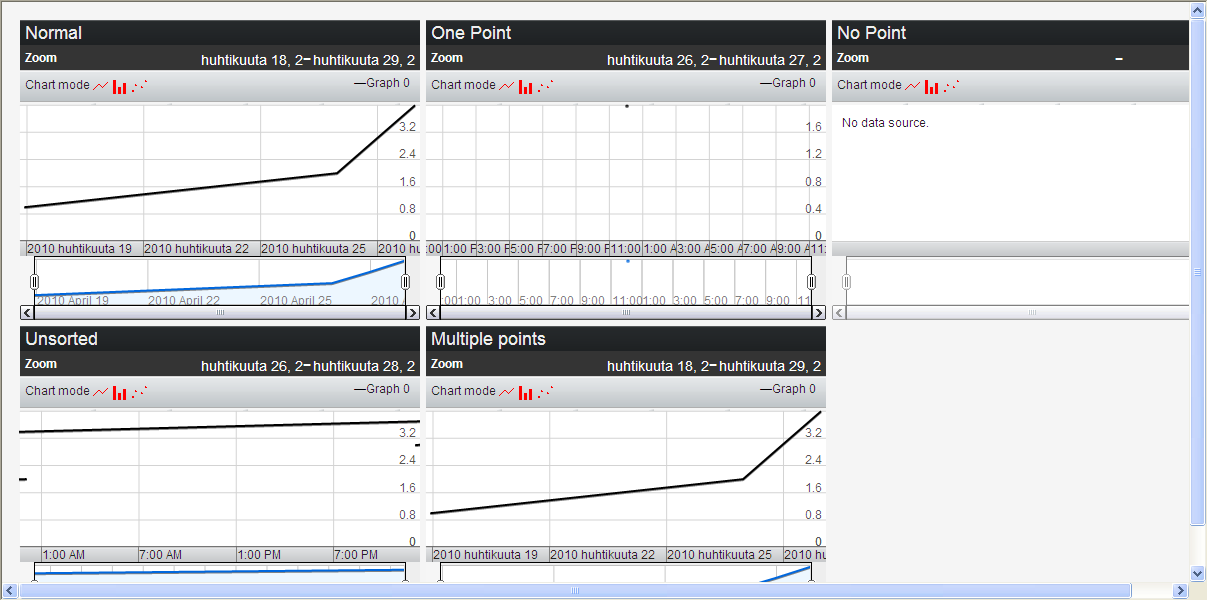 Normal
Zoom huhtikuuta 18, 2–huhtikuuta 29, 2
Chart mode —Graph 0
3.2
2.4
1.6
0.8
0
2010 huhtikuuta 19 2010 huhtikuuta 22 2010 huhtikuuta 25 2010 hu
2010 April 19 2010 April 22 2010 April 25 2010
One Point
Zoom huhtikuuta 26, 2–huhtikuuta 27, 2
Chart mode —Graph 0
1.6
1.2
0.8
0.4
0
:00 1:00 P 3:00 F 5:00 F 7:00 P 9:00 F 11:00 1:00 A 3:00 A 5:00 A 7:00 A 9:00 A 11:
:00 1:00 3:00 5:00 7:00 9:00 11:00 1:00 3:00 5:00 7:00 9:00 11
No Point
Zoom –
Chart mode
No data source.
Unsorted
Zoom huhtikuuta 26, 2–huhtikuuta 28, 2
Chart mode —Graph 0
3.2
2.4
1.6
0.8
0
1:00 AM 7:00 AM 1:00 PM 7:00 PM
Multiple points
Zoom huhtikuuta 18, 2–huhtikuuta 29, 2
Chart mode —Graph 0
3.2
2.4
1.6
0.8
0
2010 huhtikuuta 19 2010 huhtikuuta 22 2010 huhtikuuta 25 2010 hu